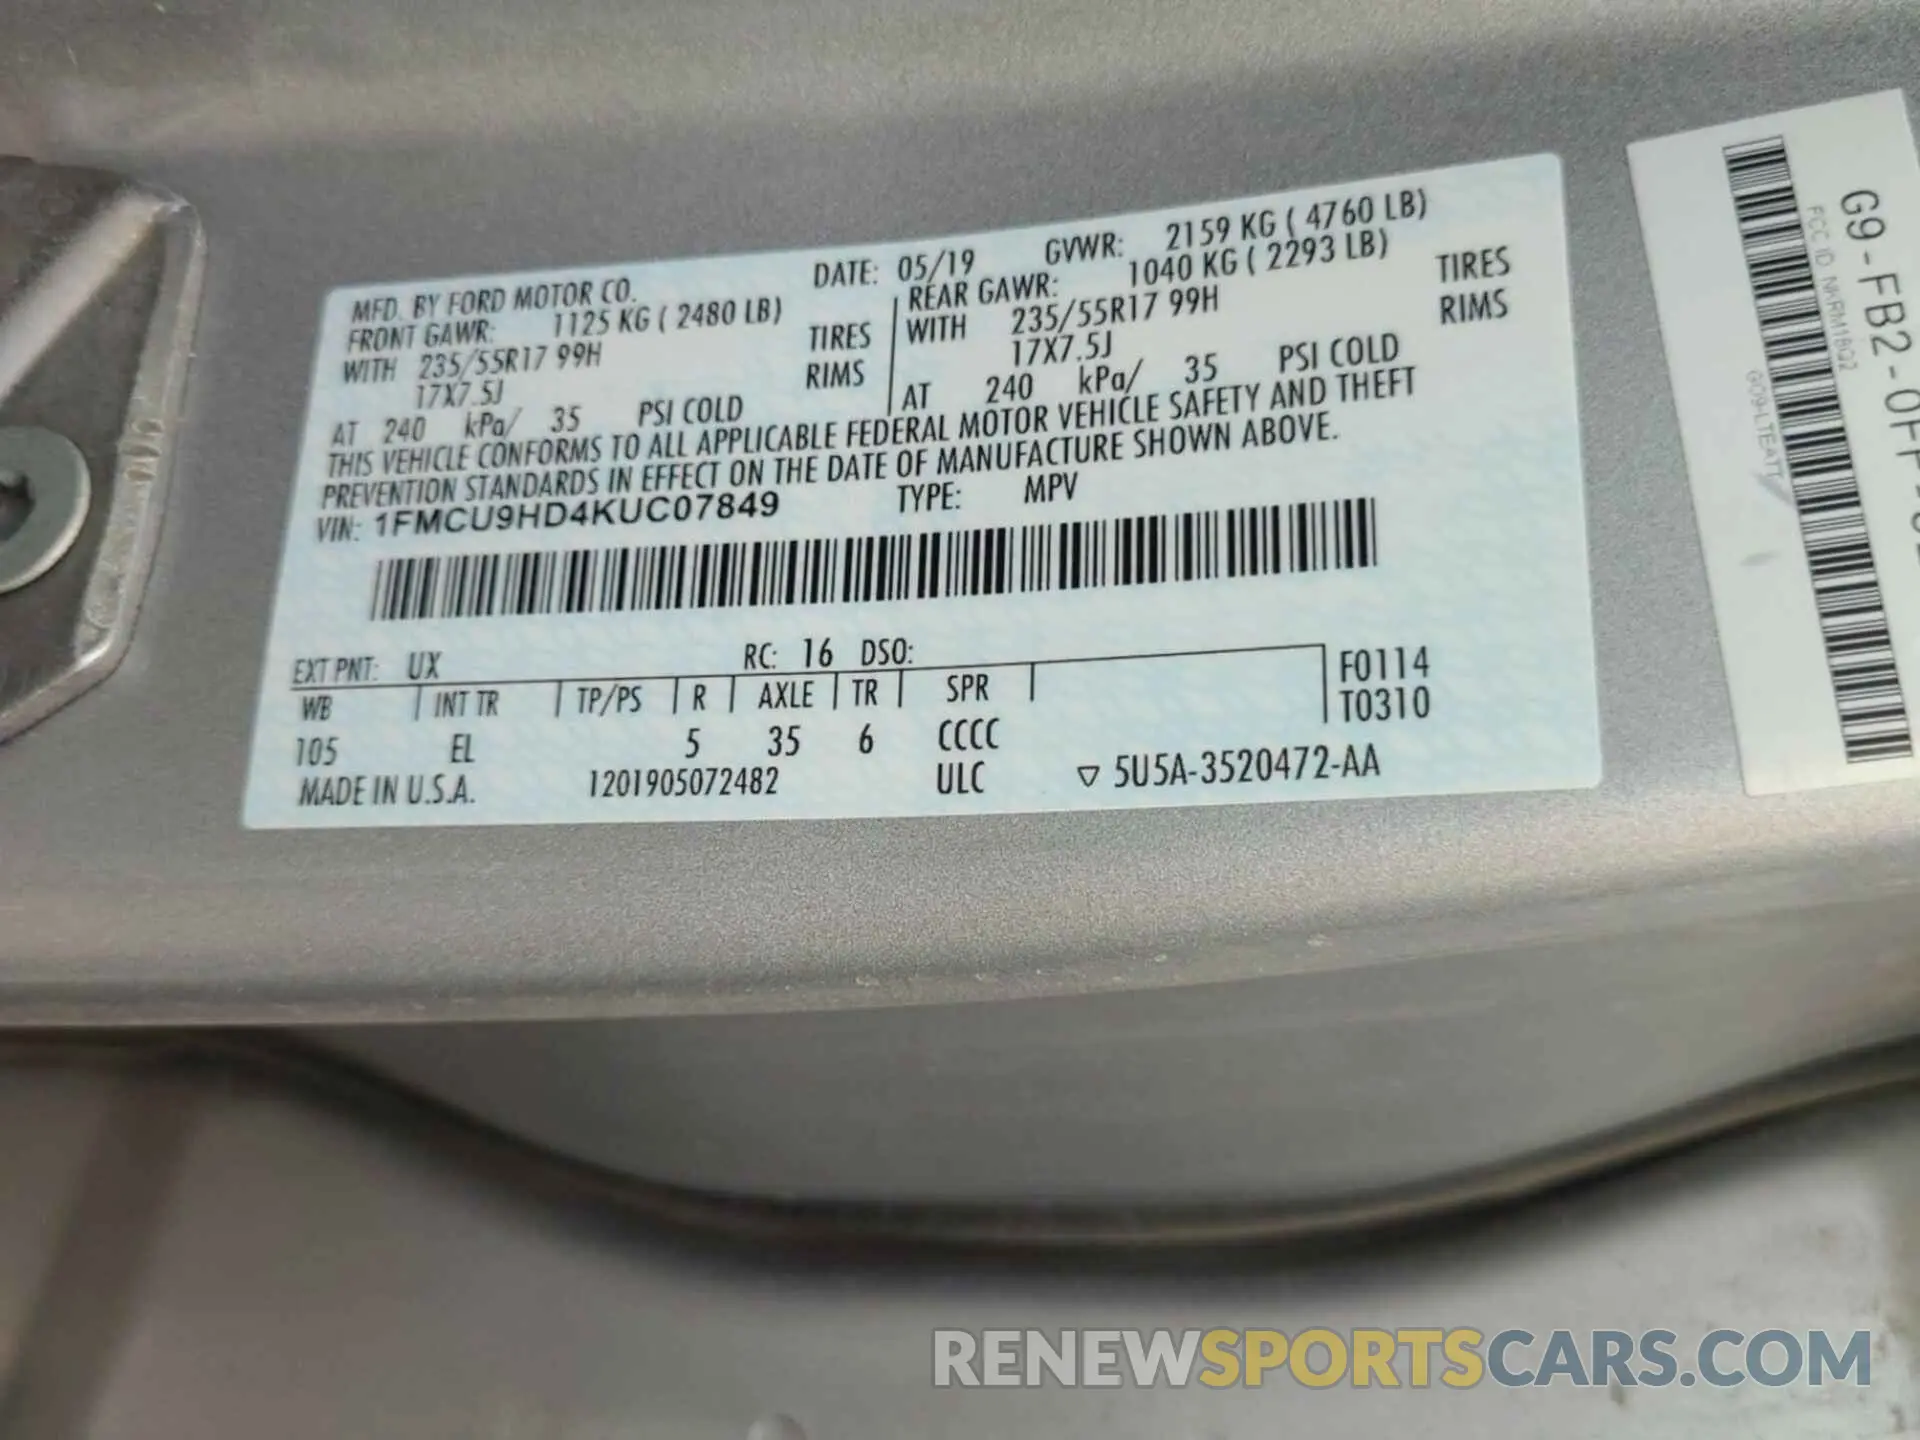 MFD. BY FORD MOTOR CO. DATE: 05/19 GVWR: 2159 KG ( 4760 LB)
FRONT GAWR: 1125 KG ( 2480 LB) REAR GAWR: 1040 KG ( 2293 LB)
WITH 235/55R17 99H TIRES WITH 235/55R17 99H TIRES
17X7.5J RIMS 17X7.5J RIMS
AT 240 kPa/ 35 PSI COLD AT 240 kPa/ 35 PSI COLD
THIS VEHICLE CONFORMS TO ALL APPLICABLE FEDERAL MOTOR VEHICLE SAFETY AND THEFT
PREVENTION STANDARDS IN EFFECT ON THE DATE OF MANUFACTURE SHOWN ABOVE.
VIN: 1FMCU9HD4KUC07849 TYPE: MPV
EXT PNT: UX RC: 16 DSO:
WB INT TR TP/PS R AXLE TR SPR F0114
T0310
105 EL 5 35 6 CCCC
MADE IN U.S.A. 1201905072482 ULC ▽ 5U5A-3520472-AA
FCC ID
RENEWSPORTSCARS.COM